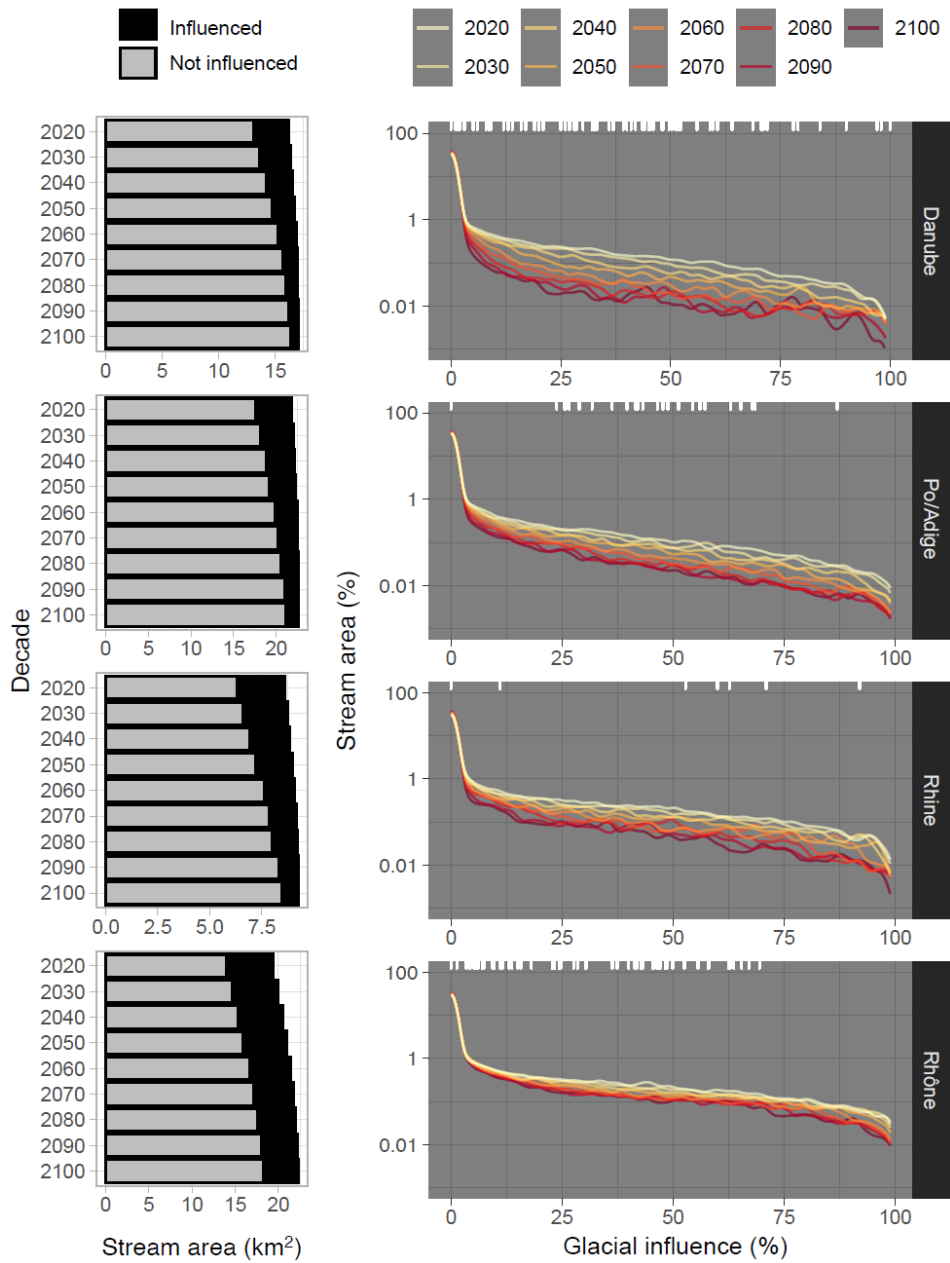 Influenced
Not influenced
2020 2040 2060 2080 2100
2030 2050 2070 2090
Decade
2020
2030
2040
2050
2060
2070
2080
2090
2100
0 5 10 15
2020
2030
2040
2050
2060
2070
2080
2090
2100
0 5 10 15 20
2020
2030
2040
2050
2060
2070
2080
2090
2100
0.0 2.5 5.0 7.5
2020
2030
2040
2050
2060
2070
2080
2090
2100
0 5 10 15 20
Stream area (km²)
Stream area (%)
100
1
0.01
0 25 50 75 100
Danube
100
1
0.01
0 25 50 75 100
Po/Adige
100
1
0.01
0 25 50 75 100
Rhine
100
1
0.01
0 25 50 75 100
Rhône
Glacial influence (%)